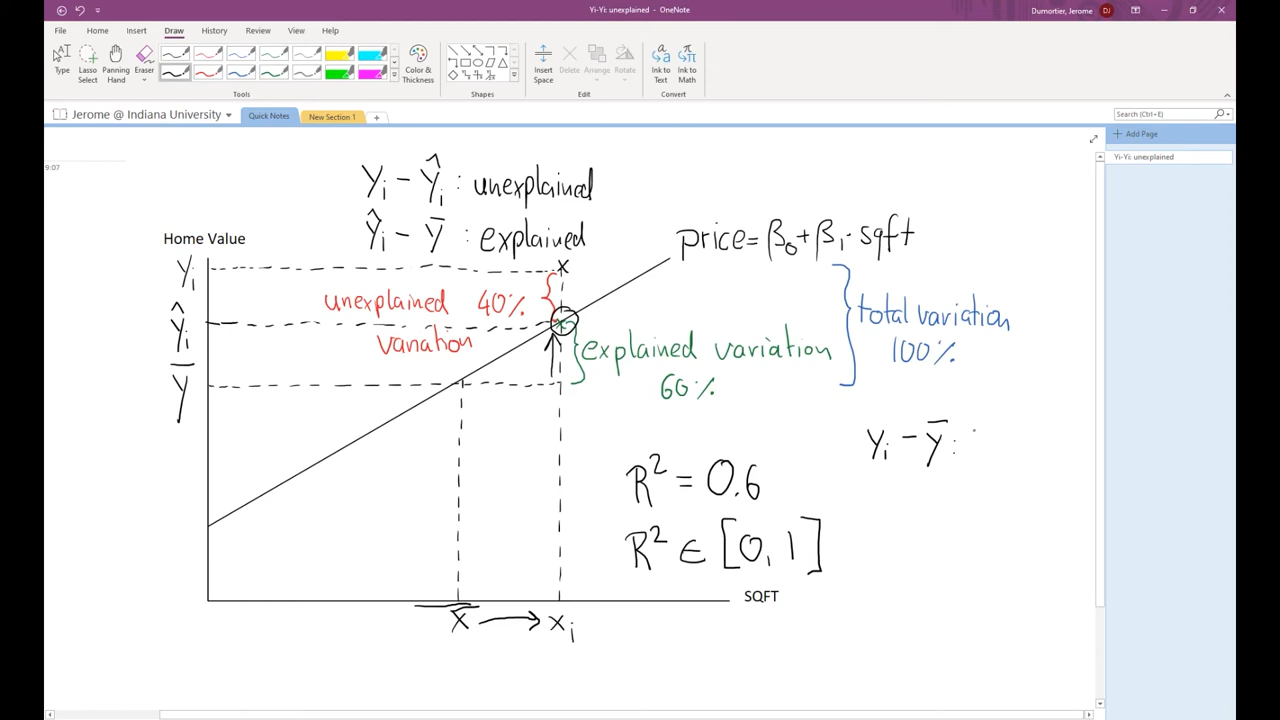 Yi-Yi: unexplained - OneNote
Dumortier, Jerome DJ
File Home Insert Draw History Review View Help
Type
Lasso Select
Panning Hand
Eraser
Color & Thickness
Insert Space
Delete
Arrange
Rotate
Ink to Text
Ink to Math
Tools
Shapes
Edit
Convert
Jerome @ Indiana University
Quick Notes
New Section 1
Search (Ctrl+E)
Add Page
Yi-Yi: unexplained
9:07
yᵢ − ŷᵢ : unexplained
ŷᵢ − ȳ : explained
Home Value
price = β₀ + β₁ · sqft
yᵢ
x
unexplained 40%
variation
ŷᵢ
x
total variation
100%
explained variation
60%
ȳ
yᵢ − ȳ :
R² = 0.6
R² ∈ [0, 1]
SQFT
x̄ → xᵢ